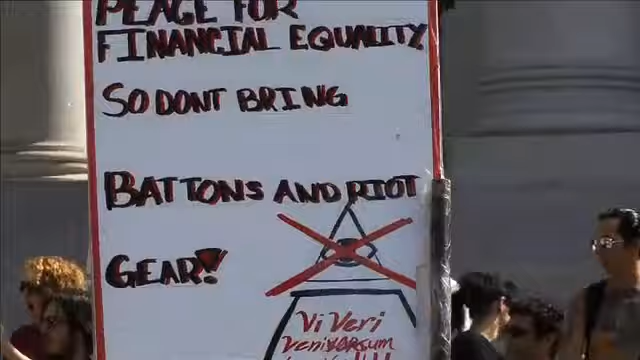 PEACE FOR
FINANCIAL EQUALITY
SO DONT BRING
BATTONS AND RIOT
GEAR!
Vi Veri